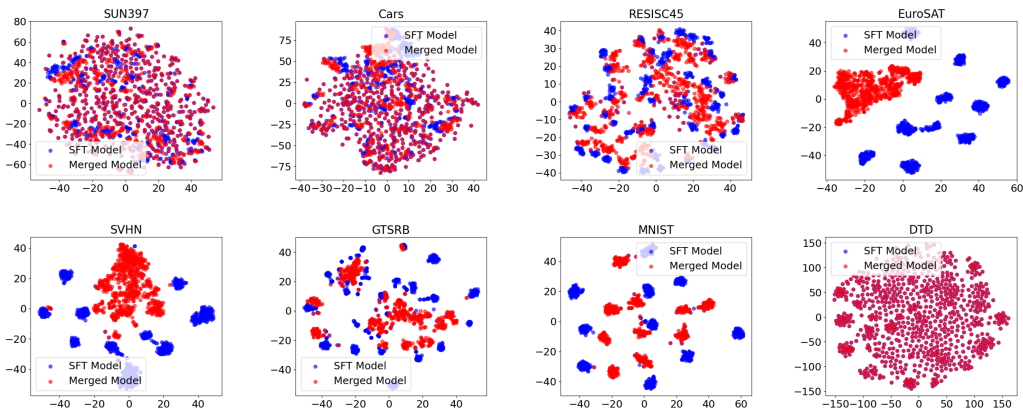 SUN397
80
60
40
20
0
−20
−40
−60
SFT Model
Merged Model
−40 −20 0 20 40
Cars
75
50
25
0
−25
−50
−75
SFT Model
Merged Model
−40 −30 −20 −10 0 10 20 30 40
RESISC45
40
30
20
10
0
−10
−20
−30
−40
SFT Model
Merged Model
−40 −20 0 20 40
EuroSAT
SFT Model
Merged Model
40
20
0
−20
−40
−40 −20 0 20 40 60
SVHN
40
20
0
−20
−40
SFT Model
Merged Model
−40 −20 0 20 40
GTSRB
40
20
0
−20
−40
SFT Model
Merged Model
−40 −20 0 20 40
MNIST
SFT Model
Merged Model
40
20
0
−20
−40
−40 −20 0 20 40 60
DTD
SFT Model
Merged Model
150
100
50
0
−50
−100
−150
−150 −100 −50 0 50 100 150